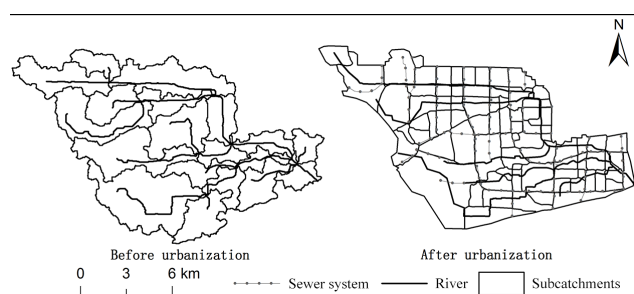 N
Before urbanization
After urbanization
0 3 6 km
Sewer system
River
Subcatchments